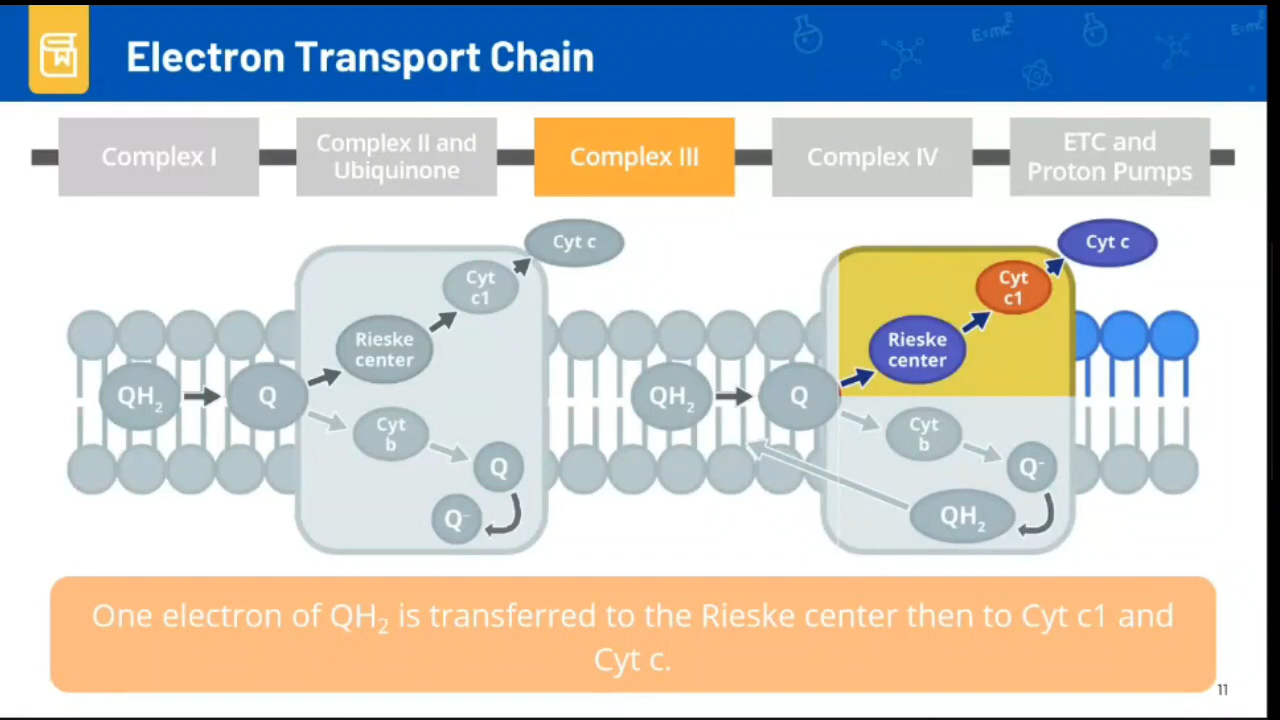 Electron Transport Chain
E=mc²
E=mc²
Complex I
Complex II and
Ubiquinone
Complex III
Complex IV
ETC and
Proton Pumps
Cyt c
Cyt
c1
Rieske
center
QH₂
Q
Cyt
b
Q
Q⁻
Cyt c
Cyt
c1
Rieske
center
QH₂
Q
Cyt
b
Q⁻
QH₂
One electron of QH₂ is transferred to the Rieske center then to Cyt c1 and
Cyt c.
11